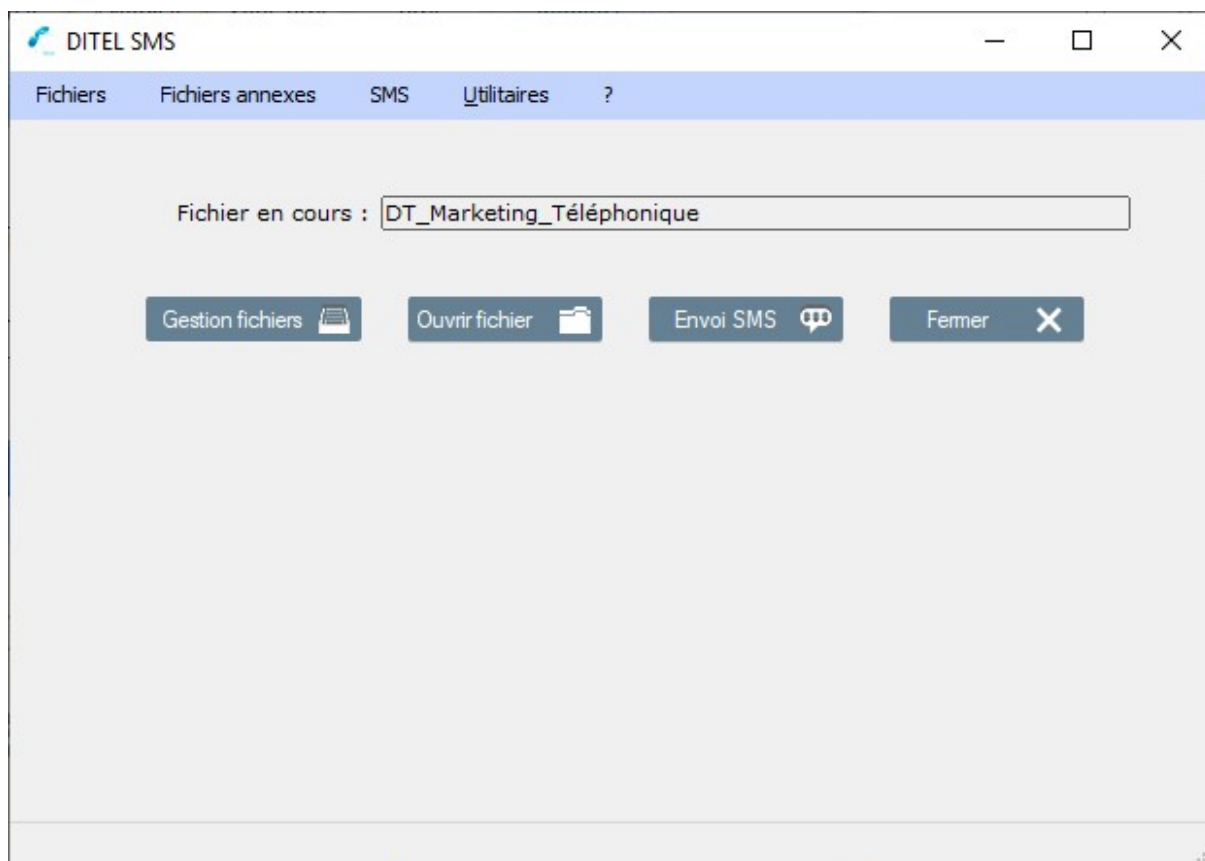 DITEL SMS
Fichiers Fichiers annexes SMS Utilitaires ?
Fichier en cours : DT_Marketing_Téléphonique
Gestion fichiers Ouvrir fichier Envoi SMS Fermer